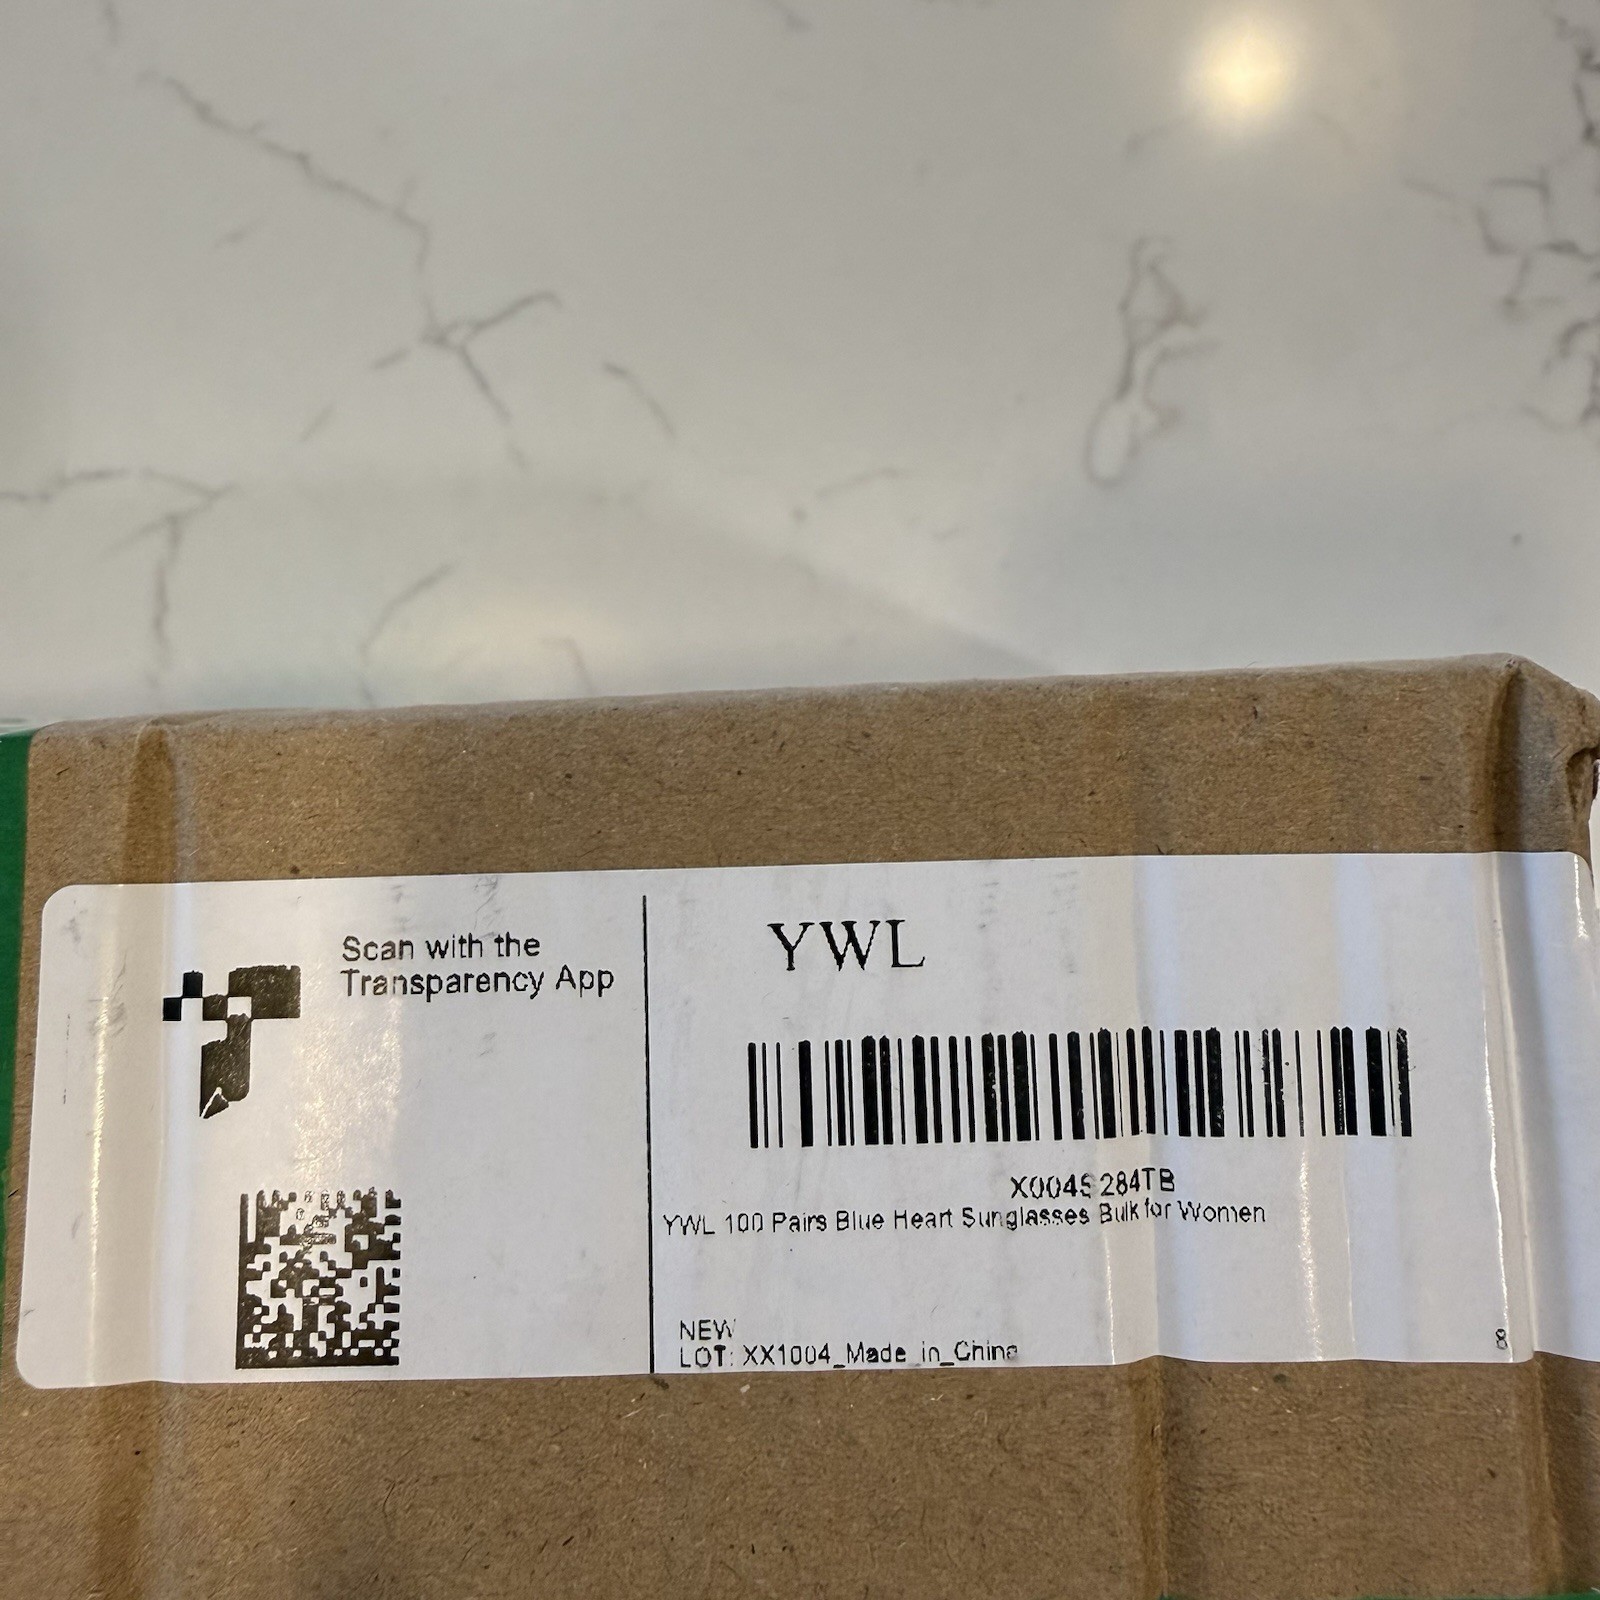 Scan with the
Transparency App
YWL
X004S284TB
YWL 100 Pairs Blue Heart Sunglasses Bulk for Women
NEW
LOT: XX1004_Made_in_China
8